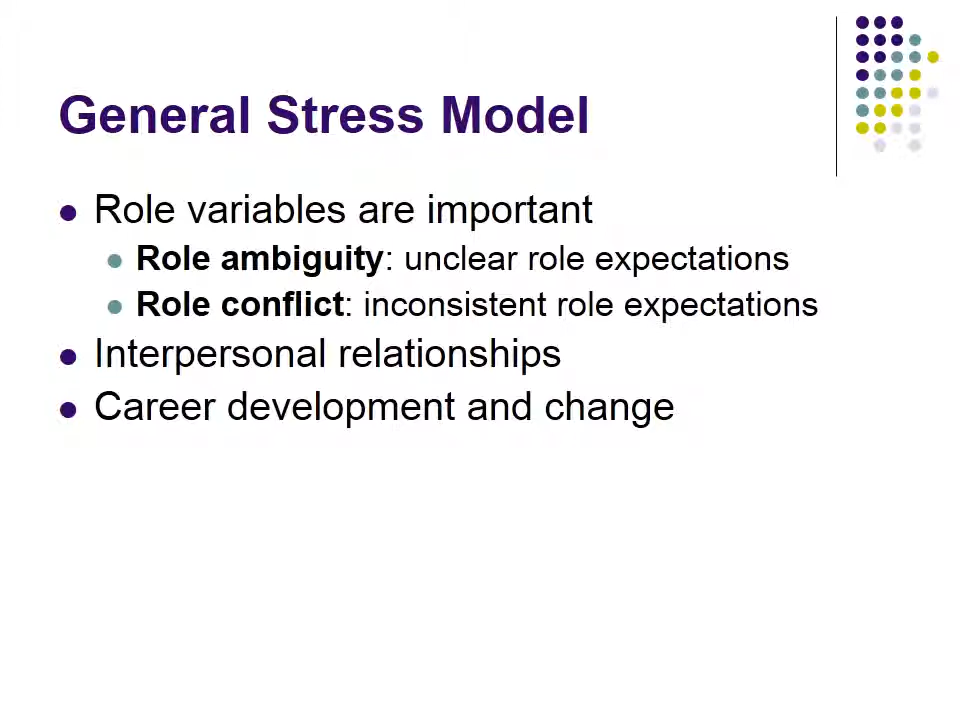 General Stress Model
Role variables are important
Role ambiguity: unclear role expectations
Role conflict: inconsistent role expectations
Interpersonal relationships
Career development and change